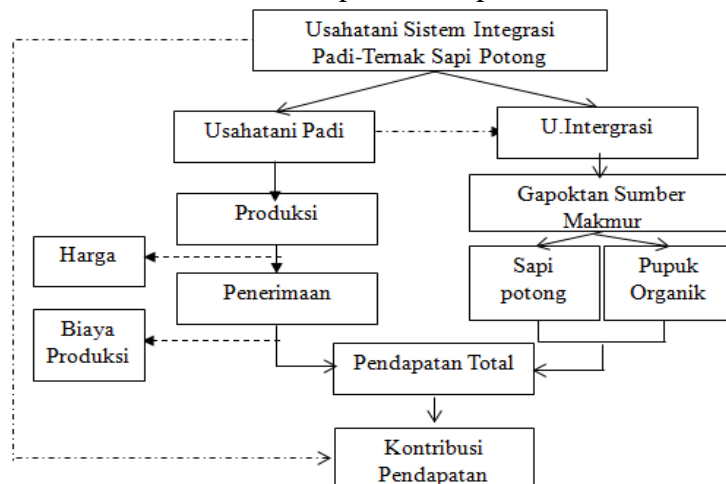 Usahatani Sistem Integrasi
Padi-Ternak Sapi Potong
Usahatani Padi
U.Intergrasi
Produksi
Gapoktan Sumber
Makmur
Harga
Sapi
potong
Pupuk
Organik
Penerimaan
Biaya
Produksi
Pendapatan Total
Kontribusi
Pendapatan